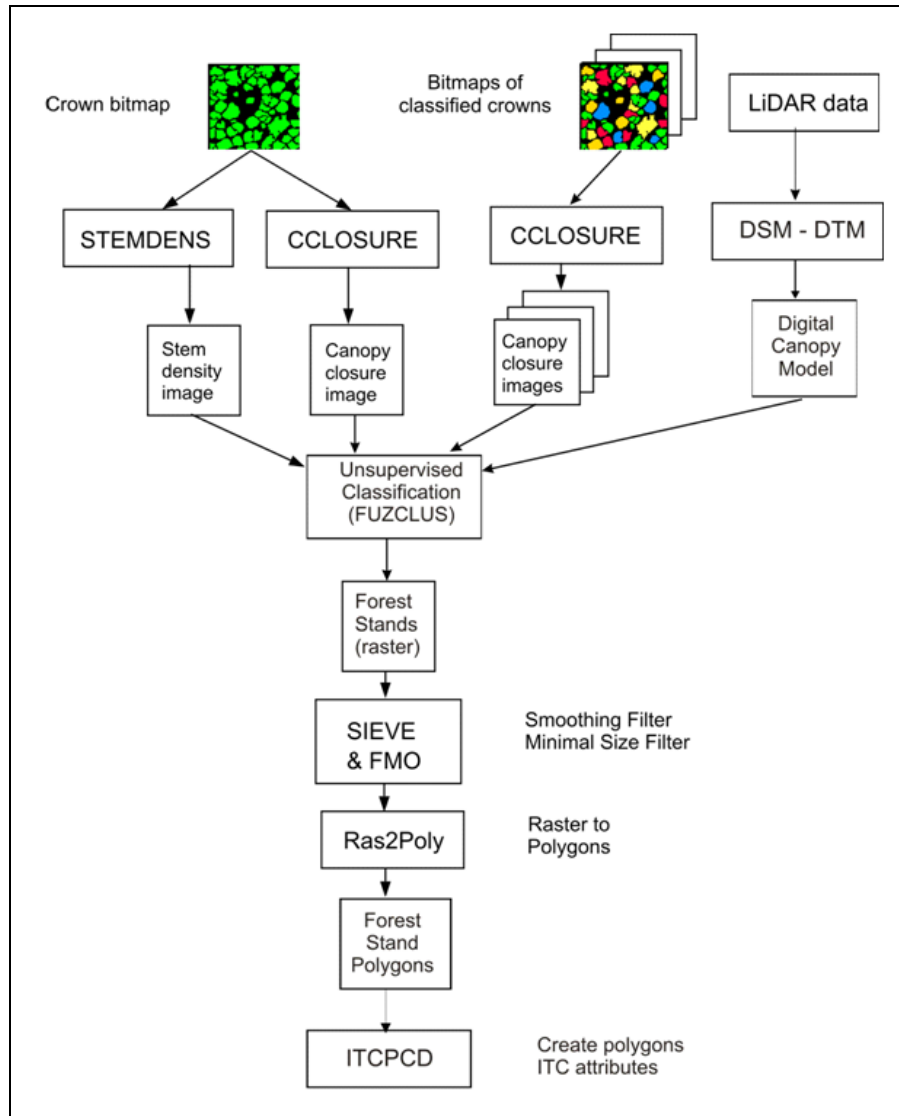 Crown bitmap
Bitmaps of
classified crowns
LiDAR data
STEMDENS
CCLOSURE
CCLOSURE
DSM - DTM
Stem
density
image
Canopy
closure
image
Canopy
closure
images
Digital
Canopy
Model
Unsupervised
Classification
(FUZCLUS)
Forest
Stands
(raster)
SIEVE
& FMO
Smoothing Filter
Minimal Size Filter
Ras2Poly
Raster to
Polygons
Forest
Stand
Polygons
ITCPCD
Create polygons
ITC attributes